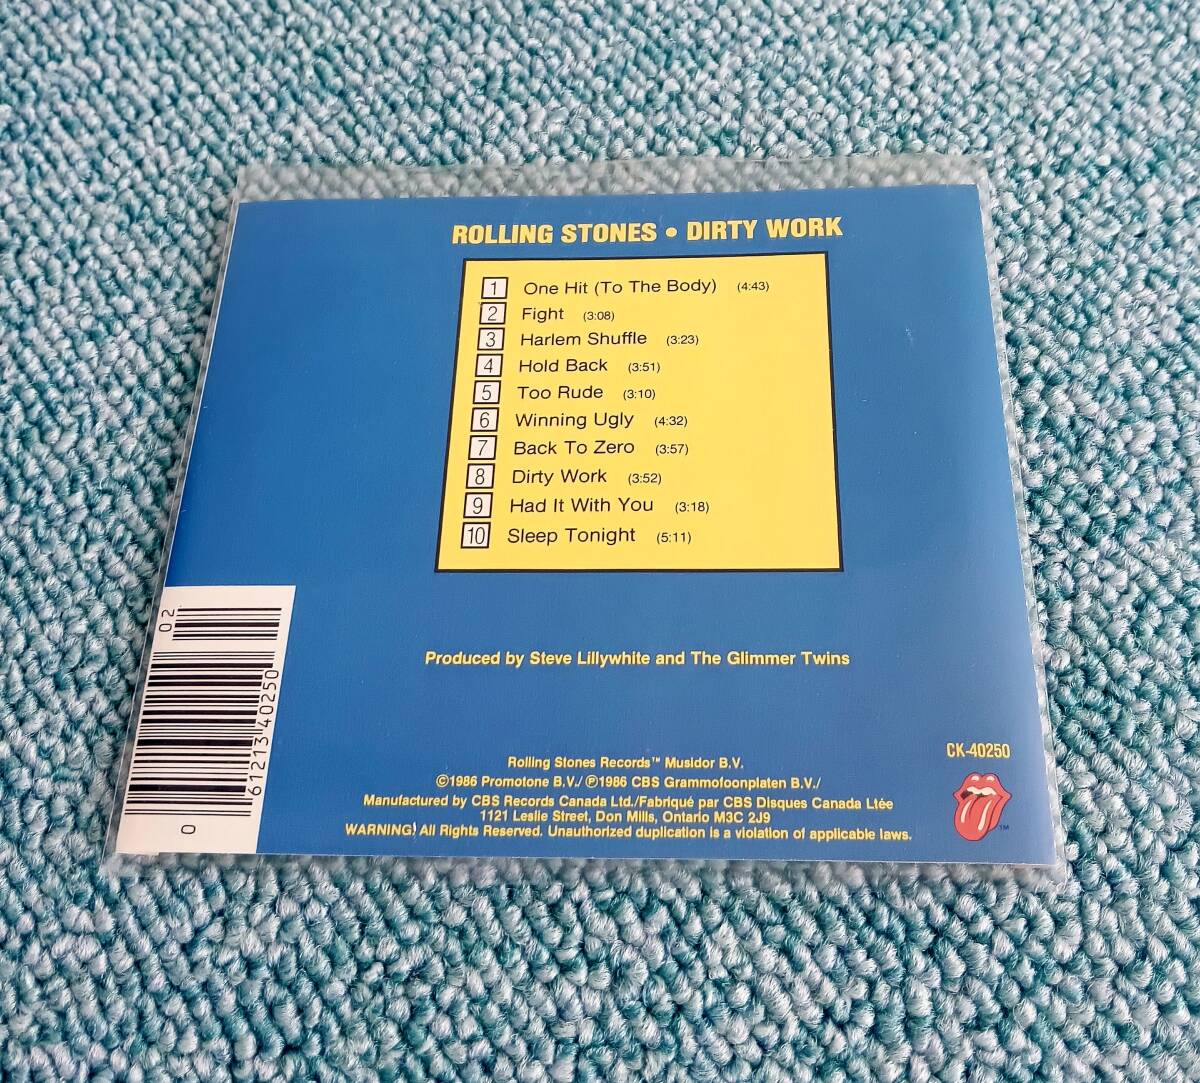 ROLLING STONES • DIRTY WORK
1 One Hit (To The Body) (4:43)
2 Fight (3:08)
3 Harlem Shuffle (3:23)
4 Hold Back (3:51)
5 Too Rude (3:10)
6 Winning Ugly (4:32)
7 Back To Zero (3:57)
8 Dirty Work (3:52)
9 Had It With You (3:18)
10 Sleep Tonight (5:11)
02
61213 40250
0
Produced by Steve Lillywhite and The Glimmer Twins
CK-40250
Rolling Stones Records™ Musidor B.V.
©1986 Promotone B.V./ ℗1986 CBS Grammofoonplaten B.V./
Manufactured by CBS Records Canada Ltd./Fabriqué par CBS Disques Canada Ltée
1121 Leslie Street, Don Mills, Ontario M3C 2J9
WARNING! All Rights Reserved. Unauthorized duplication is a violation of applicable laws.
TM